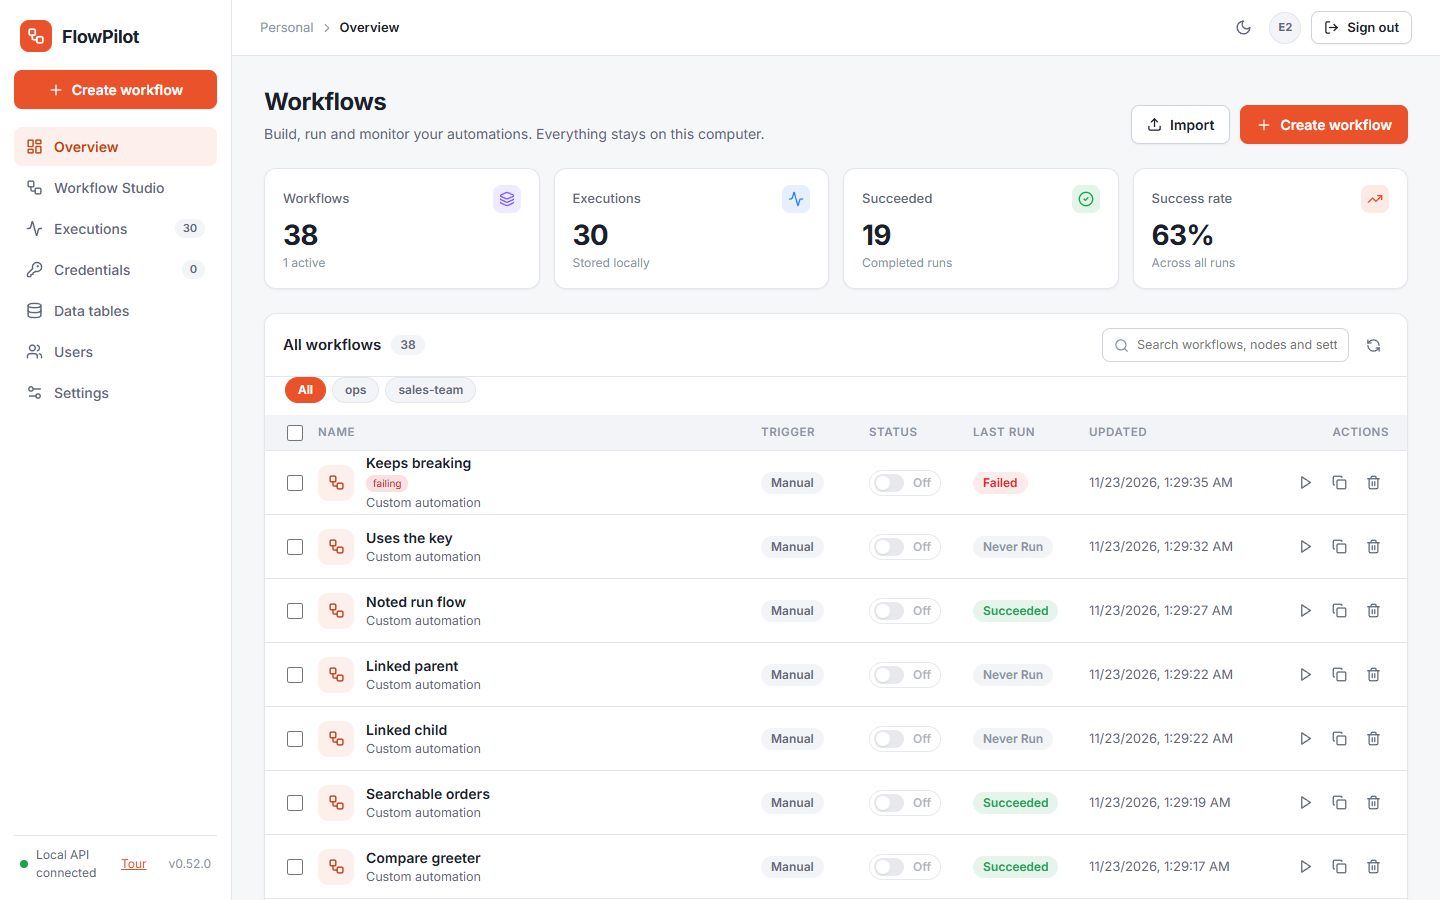 FlowPilot
Create workflow
Overview
Workflow Studio
Executions 30
Credentials 0
Data tables
Users
Settings
Local API connected
Tour
v0.52.0
Personal > Overview
E2
Sign out
Workflows
Build, run and monitor your automations. Everything stays on this computer.
Import
Create workflow
Workflows
38
1 active
Executions
30
Stored locally
Succeeded
19
Completed runs
Success rate
63%
Across all runs
All workflows 38
Search workflows, nodes and sett
All ops sales-team
NAME TRIGGER STATUS LAST RUN UPDATED ACTIONS
Keeps breaking
failing
Custom automation
Manual Off Failed 11/23/2026, 1:29:35 AM
Uses the key
Custom automation
Manual Off Never Run 11/23/2026, 1:29:32 AM
Noted run flow
Custom automation
Manual Off Succeeded 11/23/2026, 1:29:27 AM
Linked parent
Custom automation
Manual Off Never Run 11/23/2026, 1:29:22 AM
Linked child
Custom automation
Manual Off Never Run 11/23/2026, 1:29:22 AM
Searchable orders
Custom automation
Manual Off Succeeded 11/23/2026, 1:29:19 AM
Compare greeter
Custom automation
Manual Off Succeeded 11/23/2026, 1:29:17 AM